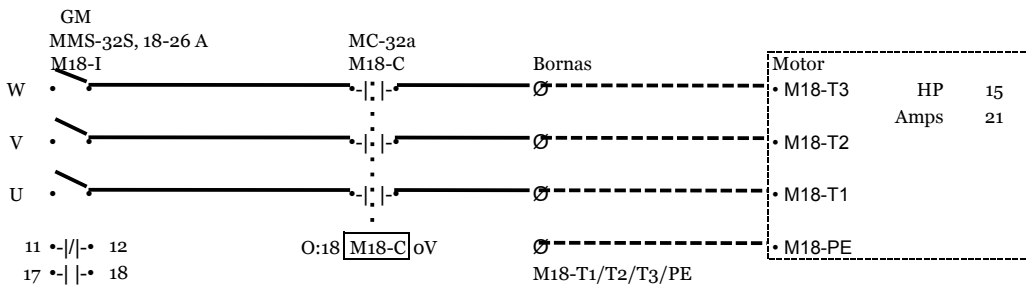 GM
MMS-32S, 18-26 A MC-32a
M18-I M18-C Bornas Motor
W M18-T3 HP 15
Amps 21
V M18-T2
U M18-T1
11 12 O:18 M18-C 0V M18-PE
17 18 M18-T1/T2/T3/PE